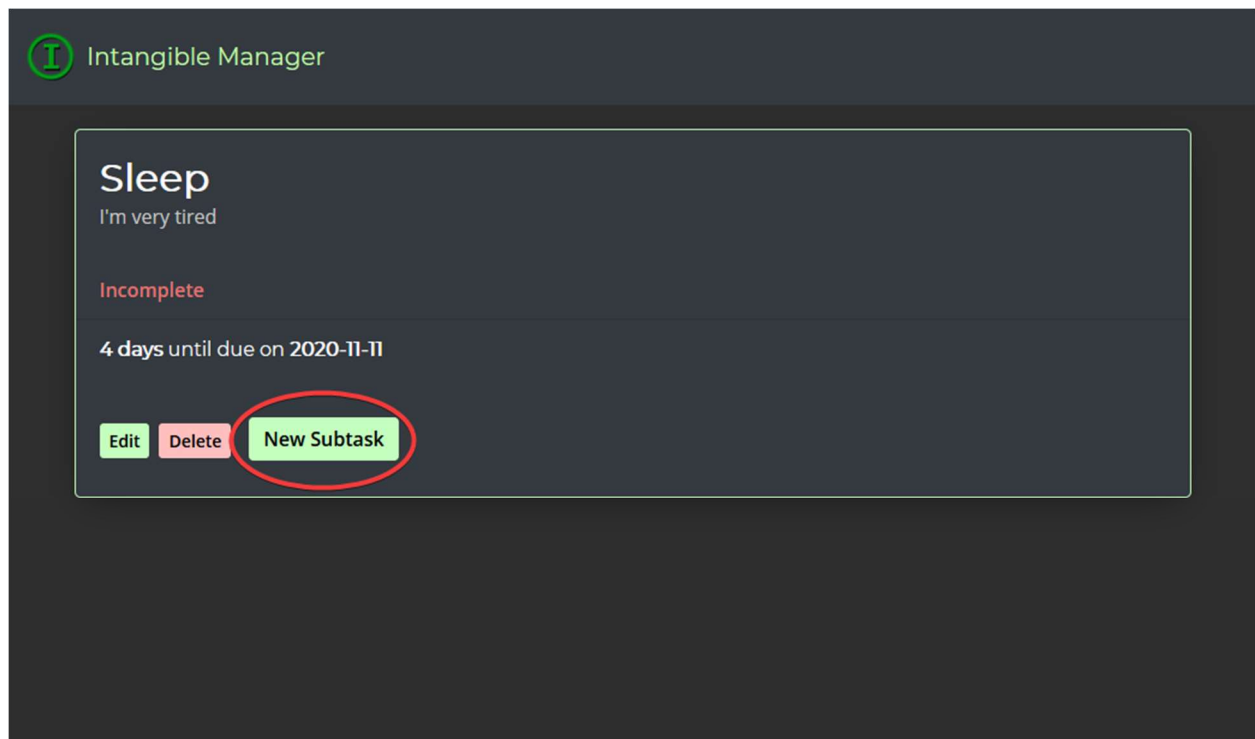 I Intangible Manager
Sleep
I'm very tired
Incomplete
4 days until due on 2020-11-11
Edit Delete New Subtask